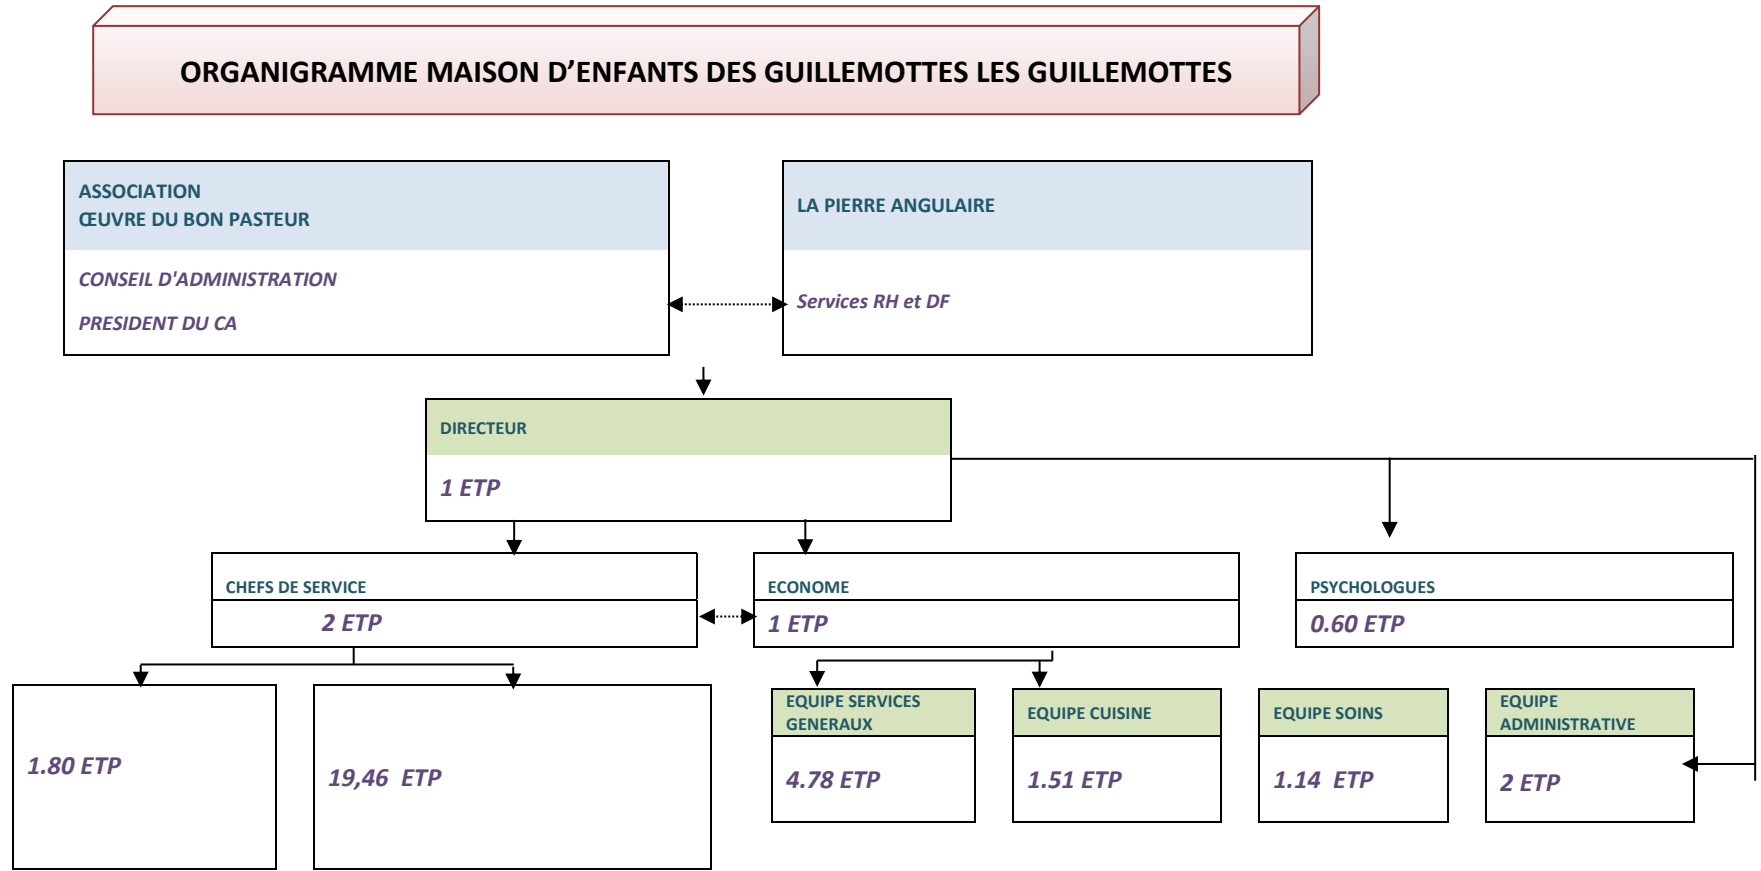 ORGANIGRAMME MAISON D’ENFANTS DES GUILLEMOTTES LES GUILLEMOTTES
ASSOCIATION
ŒUVRE DU BON PASTEUR
CONSEIL D'ADMINISTRATION
PRESIDENT DU CA
LA PIERRE ANGULAIRE
Services RH et DF
DIRECTEUR
1 ETP
CHEFS DE SERVICE
2 ETP
ECONOME
1 ETP
PSYCHOLOGUES
0.60 ETP
1.80 ETP
19,46 ETP
EQUIPE SERVICES
GENERAUX
4.78 ETP
EQUIPE CUISINE
1.51 ETP
EQUIPE SOINS
1.14 ETP
EQUIPE
ADMINISTRATIVE
2 ETP